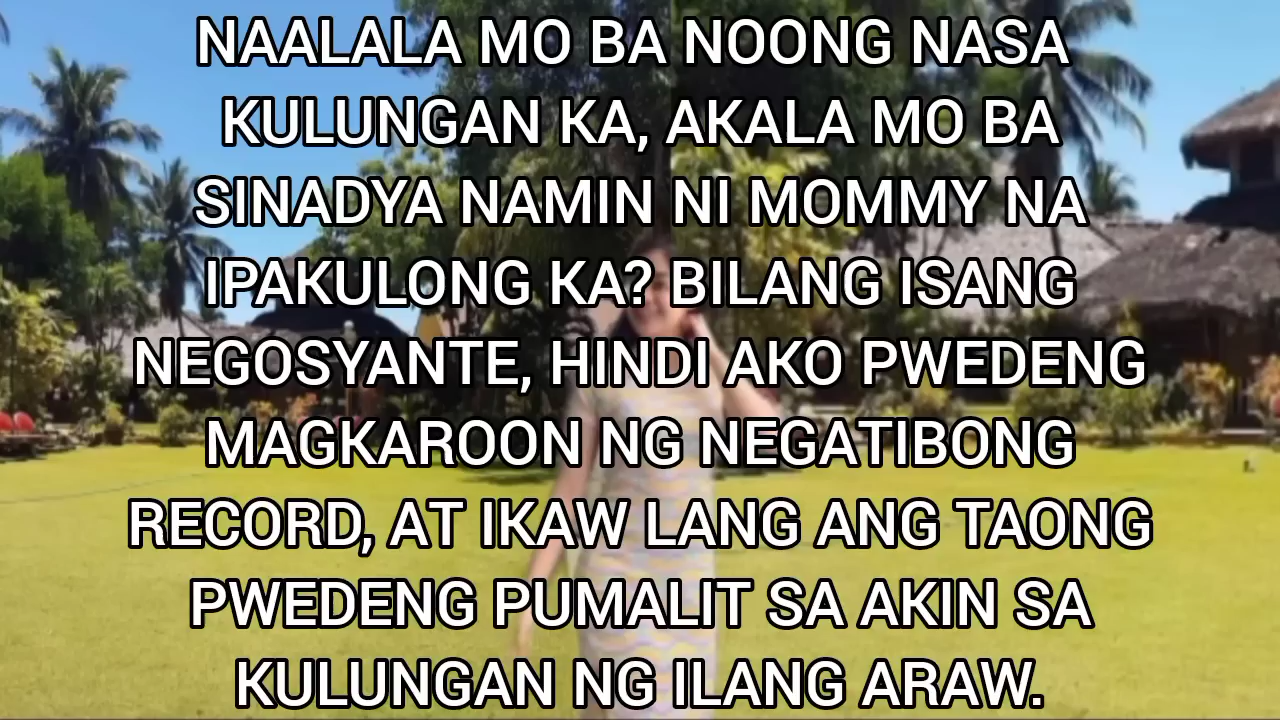 NAALALA MO BA NOONG NASA
KULUNGAN KA, AKALA MO BA
SINADYA NAMIN NI MOMMY NA
IPAKULONG KA? BILANG ISANG
NEGOSYANTE, HINDI AKO PWEDENG
MAGKAROON NG NEGATIBONG
RECORD, AT IKAW LANG ANG TAONG
PWEDENG PUMALIT SA AKIN SA
KULUNGAN NG ILANG ARAW.